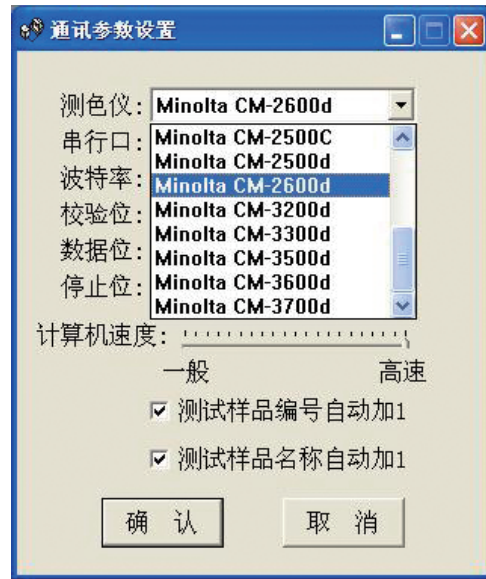 通讯参数设置
测色仪: Minolta CM-2600d
串行口: Minolta CM-2500C
Minolta CM-2500d
波特率: Minolta CM-2600d
校验位: Minolta CM-3200d
Minolta CM-3300d
数据位: Minolta CM-3500d
停止位: Minolta CM-3600d
Minolta CM-3700d
计算机速度:
一般 高速
测试样品编号自动加1
测试样品名称自动加1
确 认 取 消